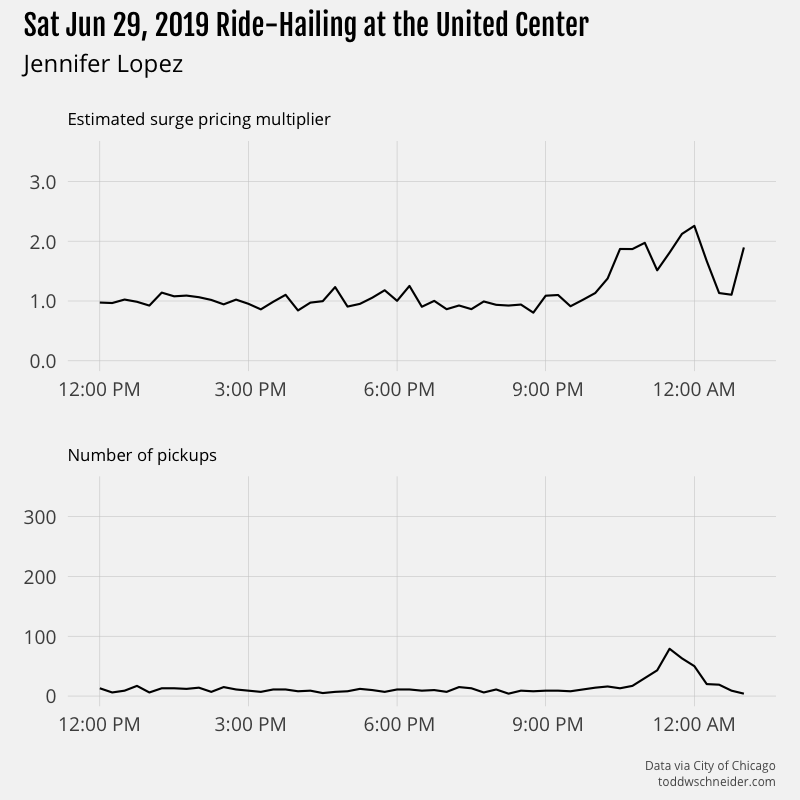 Sat Jun 29, 2019 Ride-Hailing at the United Center
Jennifer Lopez
Estimated surge pricing multiplier
3.0
2.0
1.0
0.0
12:00 PM 3:00 PM 6:00 PM 9:00 PM 12:00 AM
Number of pickups
300
200
100
0
12:00 PM 3:00 PM 6:00 PM 9:00 PM 12:00 AM
Data via City of Chicago
toddwschneider.com